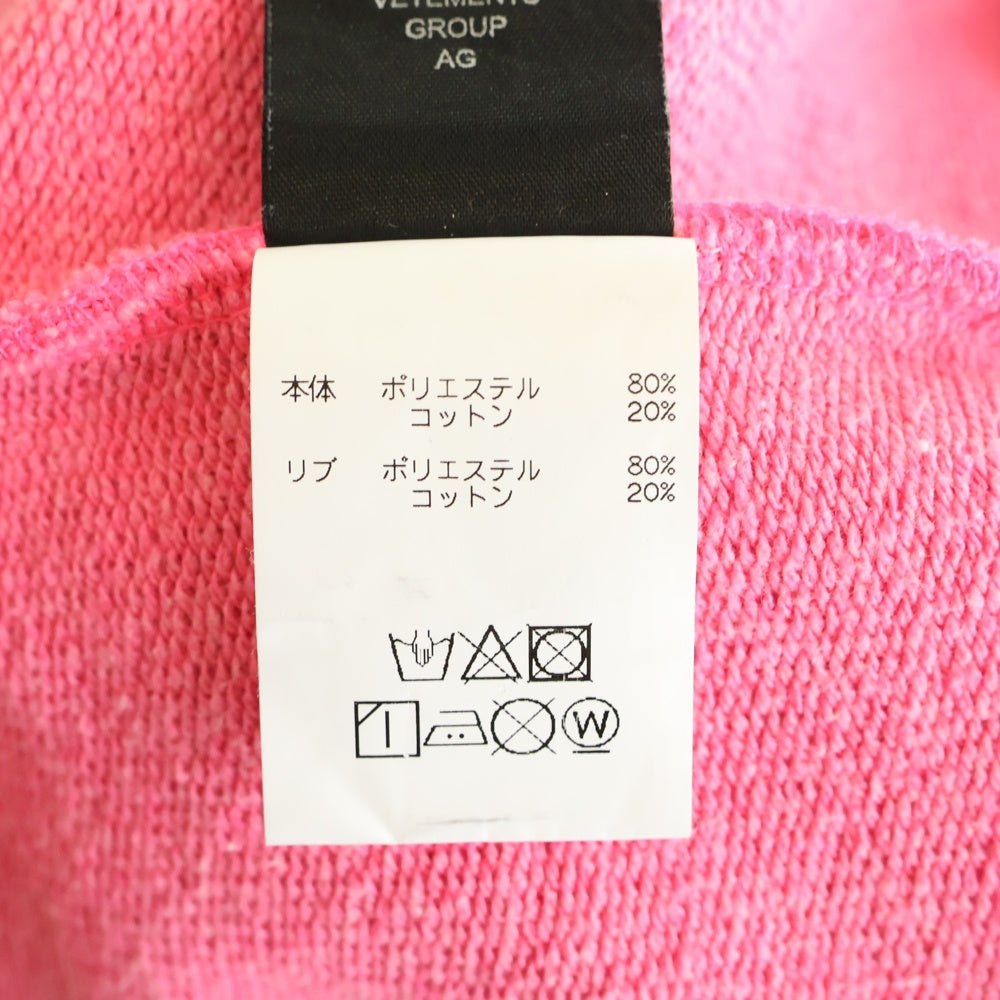 VETEMENTS
GROUP
AG
本体 ポリエステル 80%
コットン 20%
リブ ポリエステル 80%
コットン 20%
W